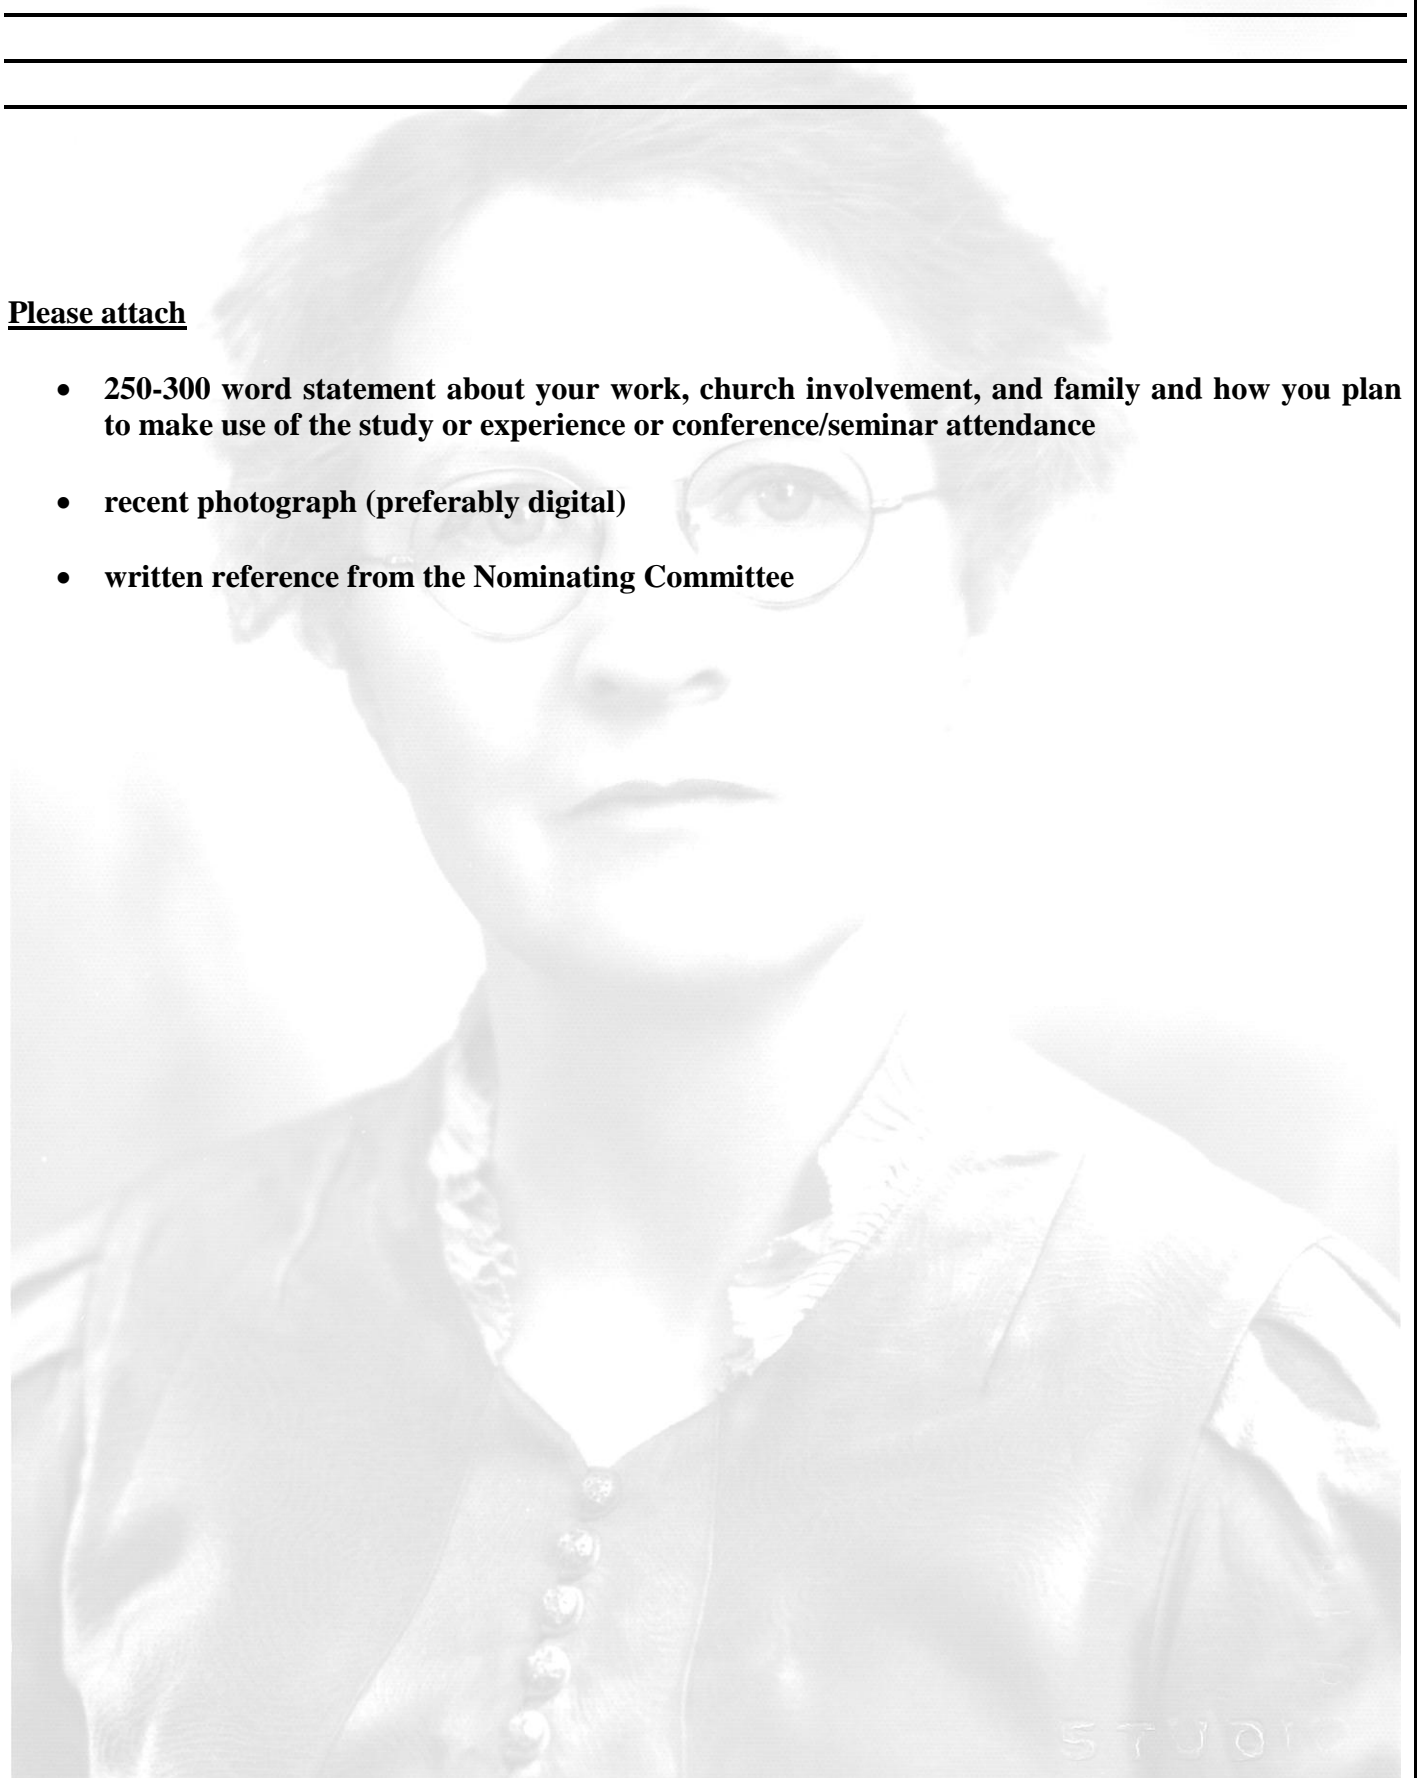 Please attach
• 250-300 word statement about your work, church involvement, and family and how you plan
to make use of the study or experience or conference/seminar attendance
• recent photograph (preferably digital)
• written reference from the Nominating Committee
STUDIO